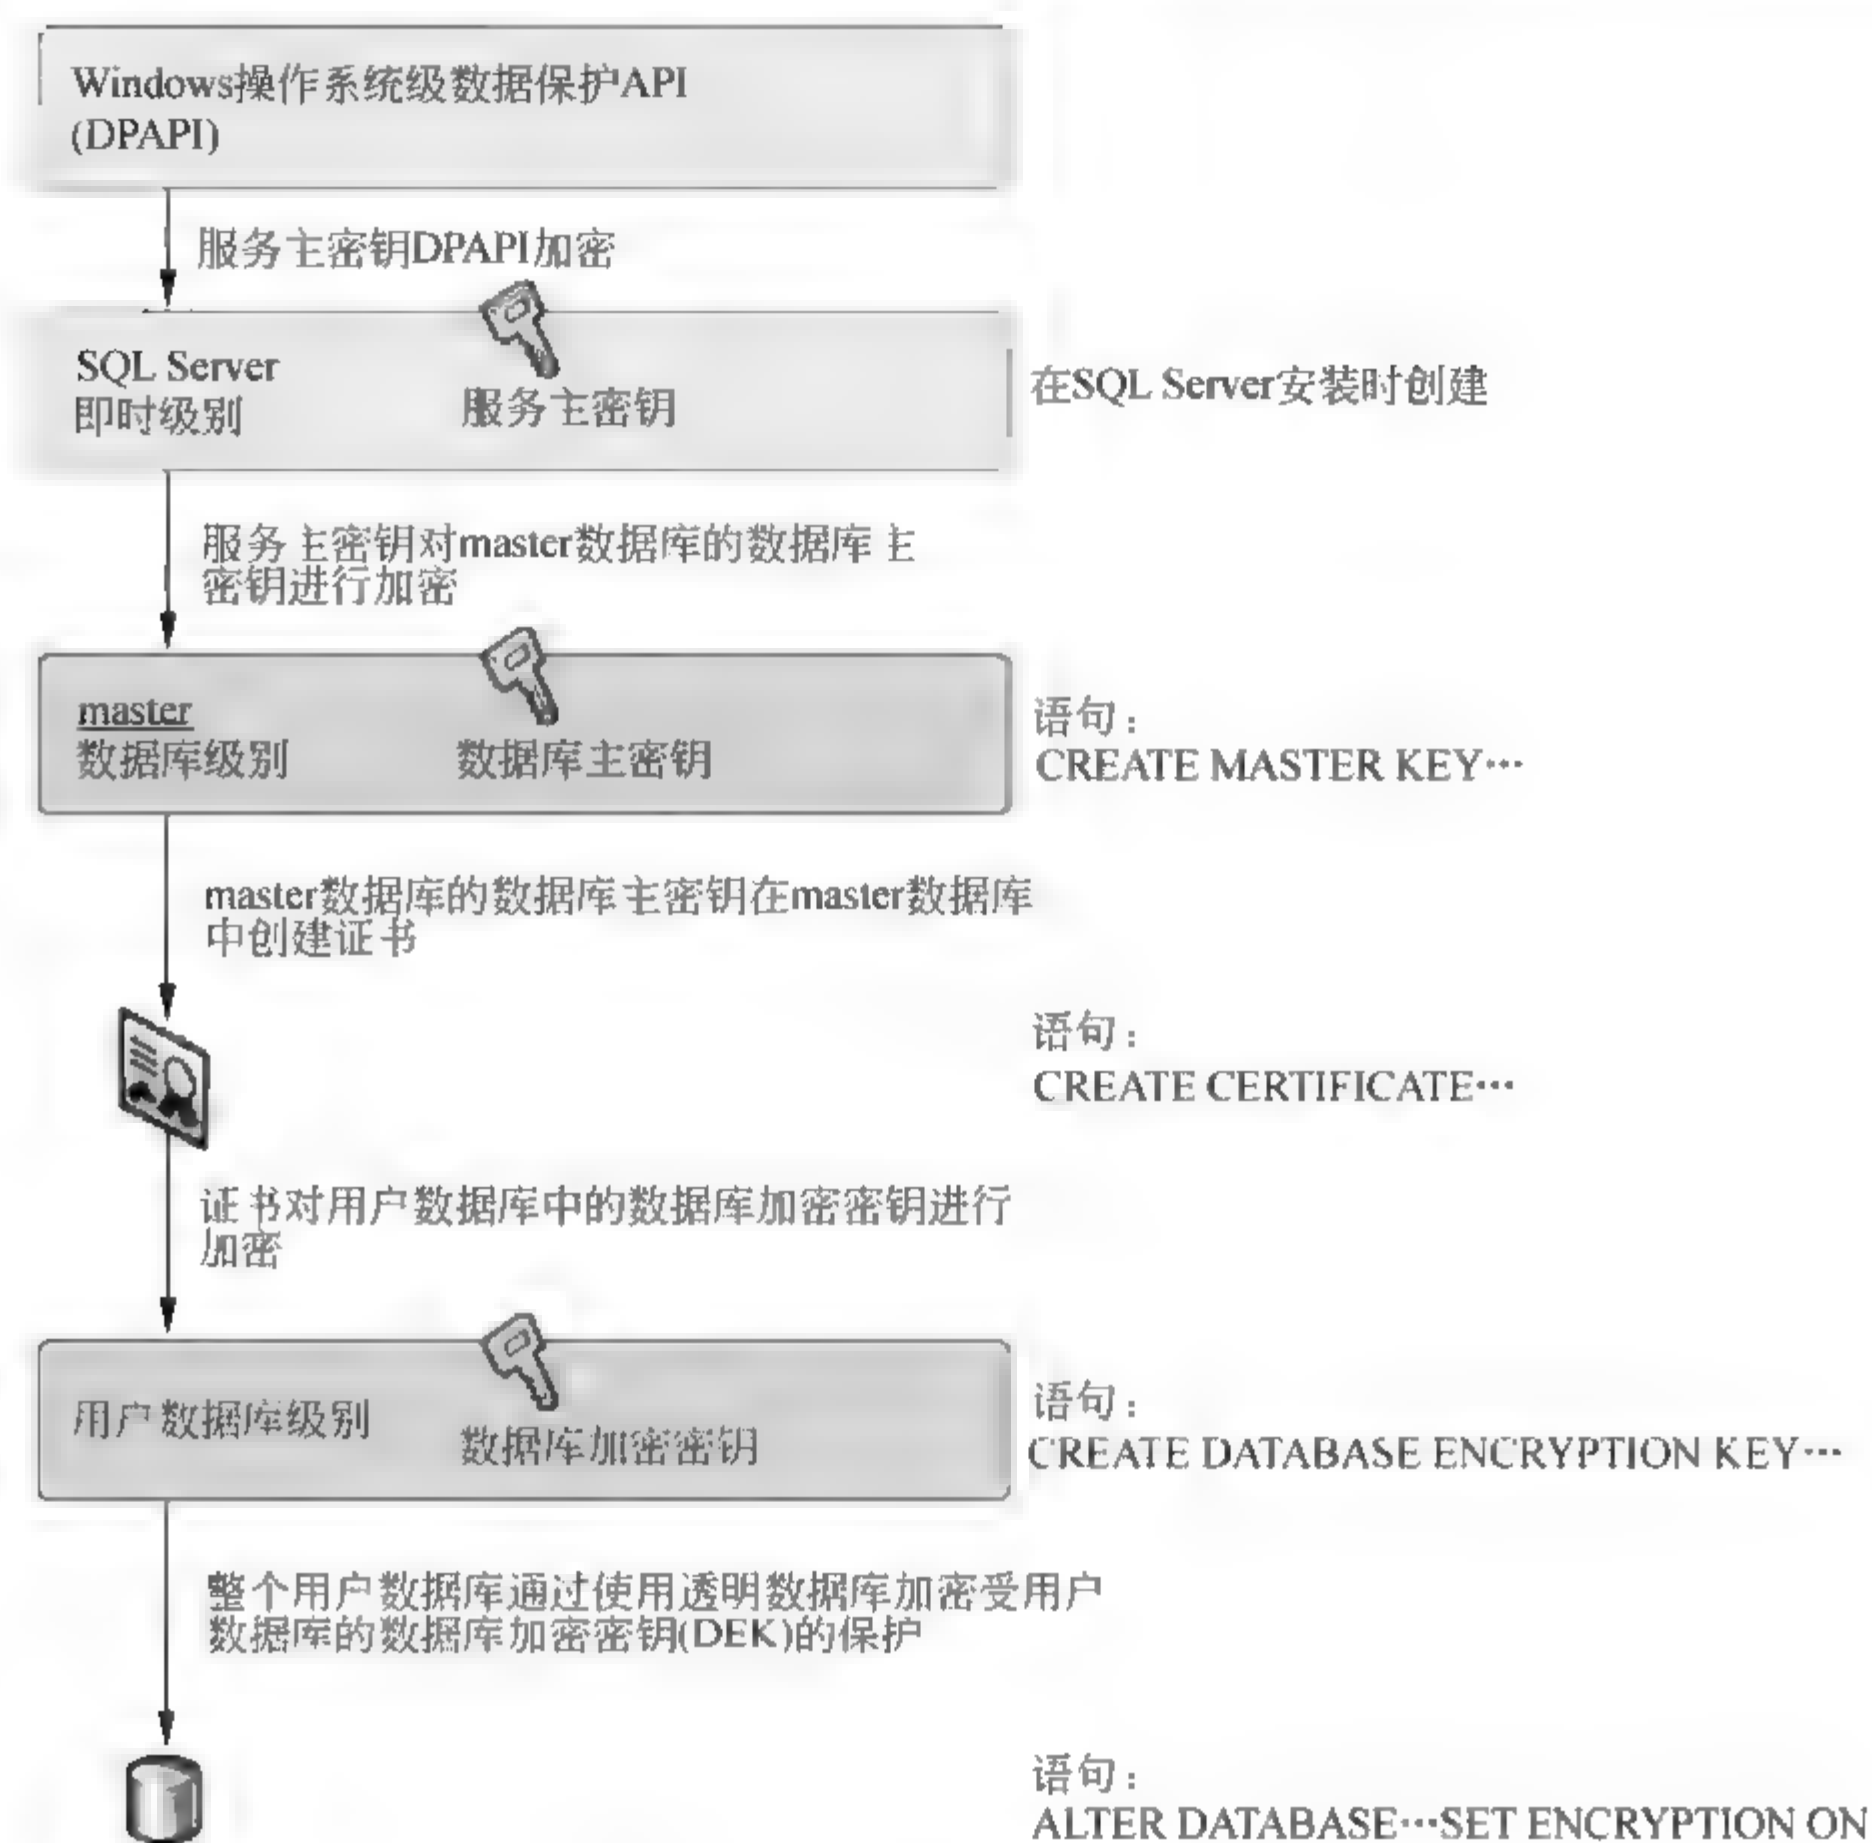 Windows操作系统级数据保护API
(DPAPI)
服务主密钥DPAPI加密
SQL Server
即时级别
服务主密钥
在SQL Server安装时创建
服务主密钥对master数据库的数据库主
密钥进行加密
master
数据库级别
数据库主密钥
语句：
CREATE MASTER KEY…
master数据库的数据库主密钥在master数据库
中创建证书
语句：
CREATE CERTIFICATE…
证书对用户数据库中的数据库加密密钥进行
加密
用户数据库级别
数据库加密密钥
语句：
CREATE DATABASE ENCRYPTION KEY…
整个用户数据库通过使用透明数据库加密受用户
数据库的数据库加密密钥(DEK)的保护
语句：
ALTER DATABASE…SET ENCRYPTION ON